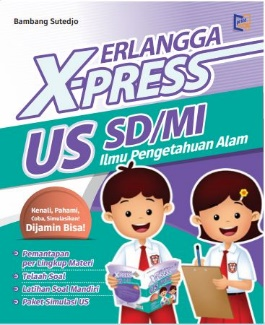 Bambang Sutedjo
ERLANGGA
X-PRESS
US SD/MI
Ilmu Pengetahuan Alam
Kenali, Pahami,
Coba, Simulasikan!
Dijamin Bisa!
Pemantapan
per Lingkup Materi
Telaah Soal
Latihan Soal Mandiri
Paket Simulasi US